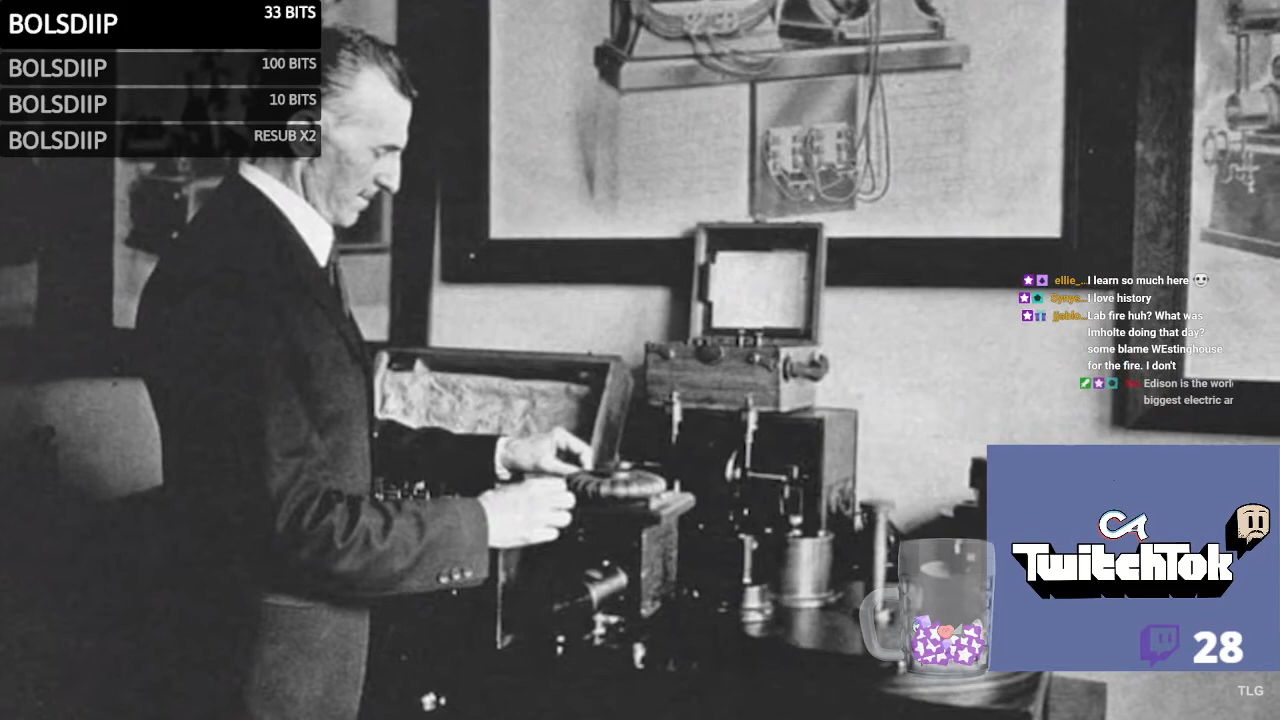 BOLSDIIP 33 BITS
BOLSDIIP 100 BITS
BOLSDIIP 10 BITS
BOLSDIIP RESUB X2
ellie_... I learn so much here
I love history
Lab fire huh? What was
Imholte doing that day?
some blame WEstinghouse
for the fire. I don't
Edison is the
biggest electric
CA
TwitchTok
28
TLG